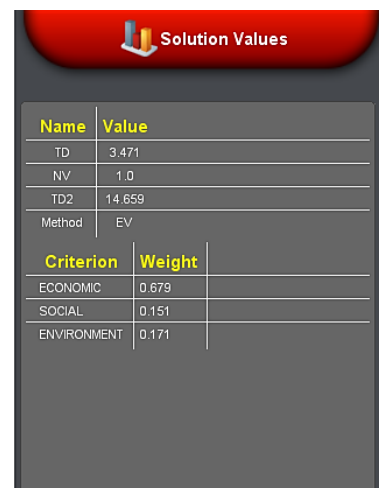 Solution Values
Name Value
TD 3.471
NV 1.0
TD2 14.659
Method EV
Criterion Weight
ECONOMIC 0.679
SOCIAL 0.151
ENVIRONMENT 0.171